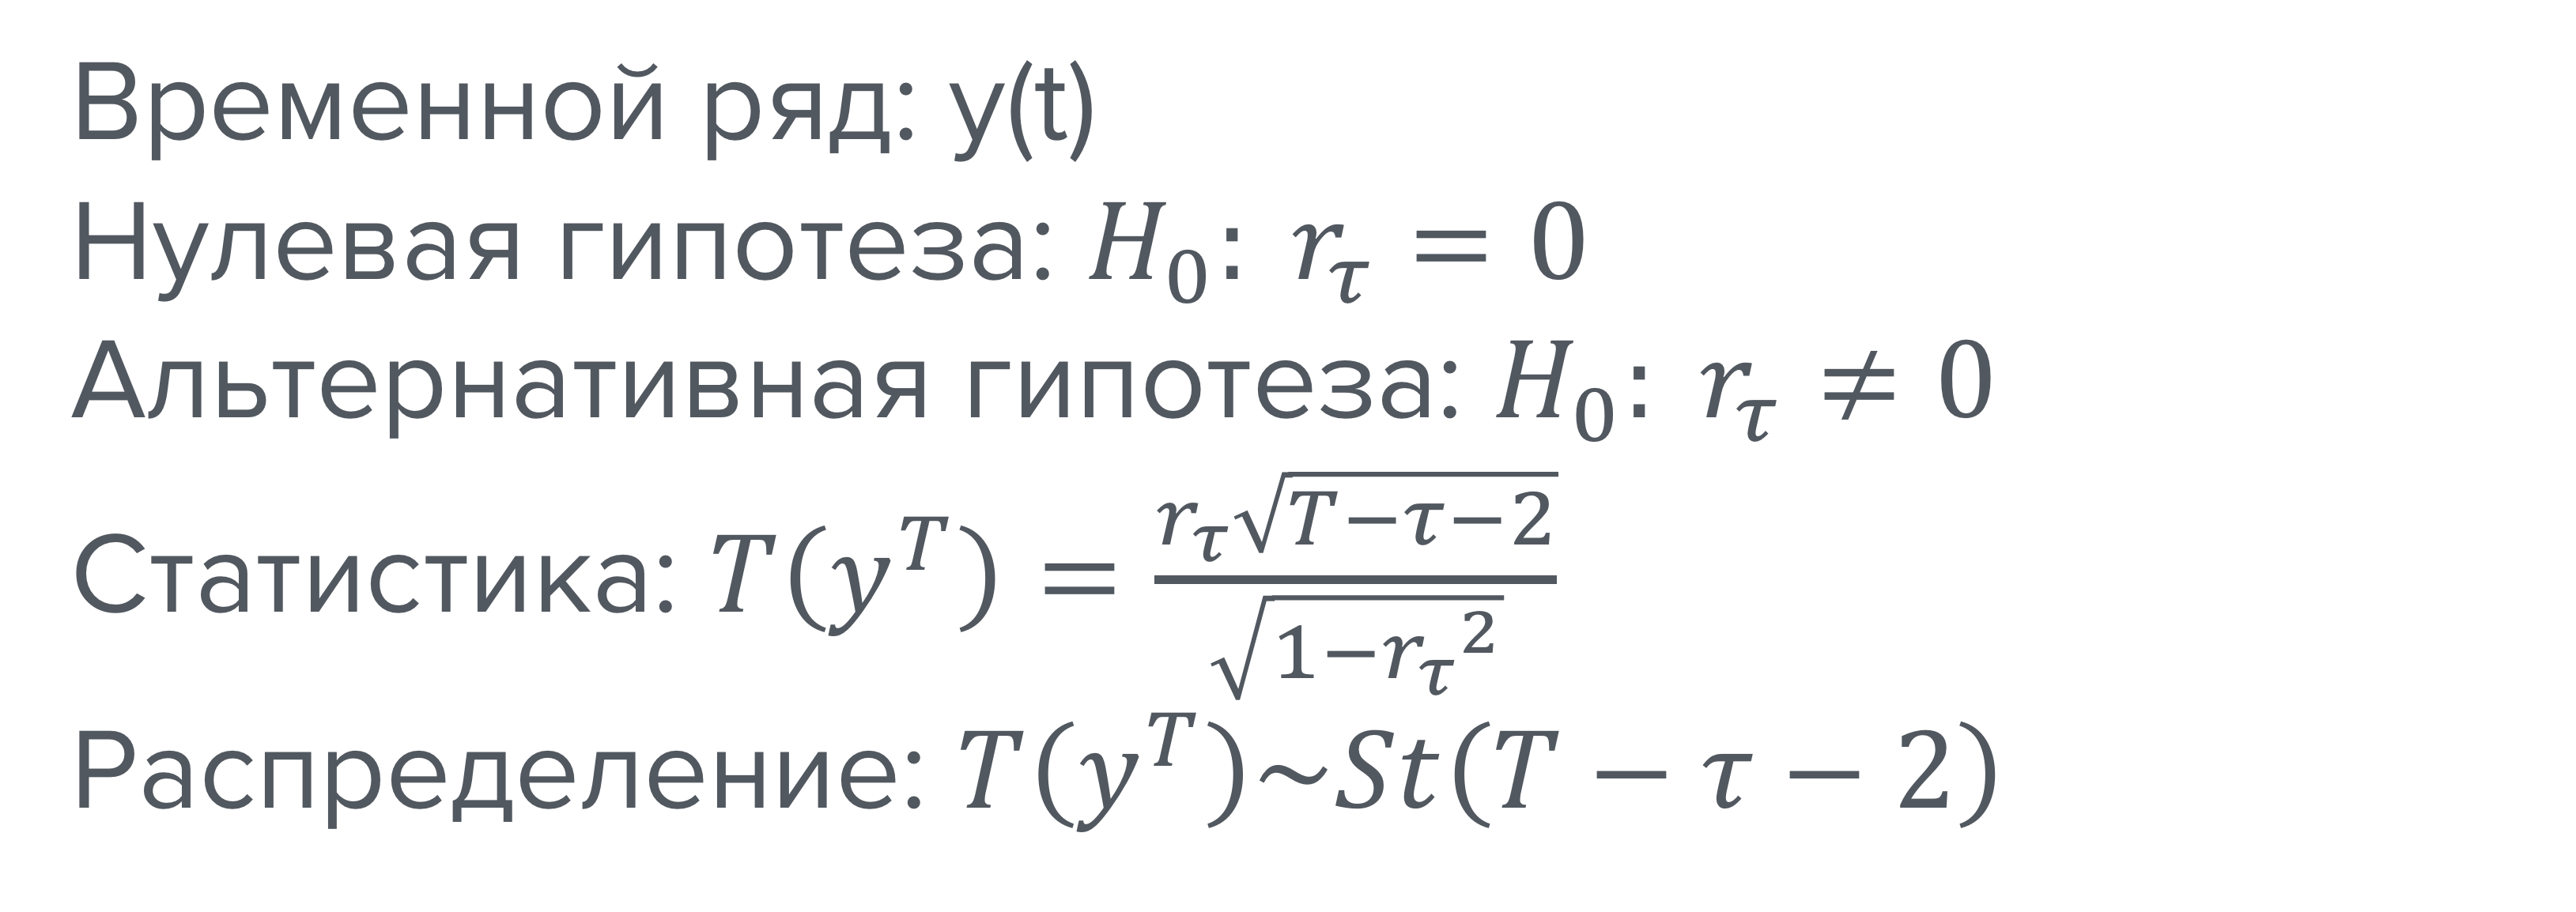 Временной ряд: y(t)
Нулевая гипотеза: H₀: r_τ = 0
Альтернативная гипотеза: H₀: r_τ ≠ 0
Статистика: T(y^T) = r_τ√(T−τ−2) / √(1−r_τ²)
Распределение: T(y^T)~St(T − τ − 2)